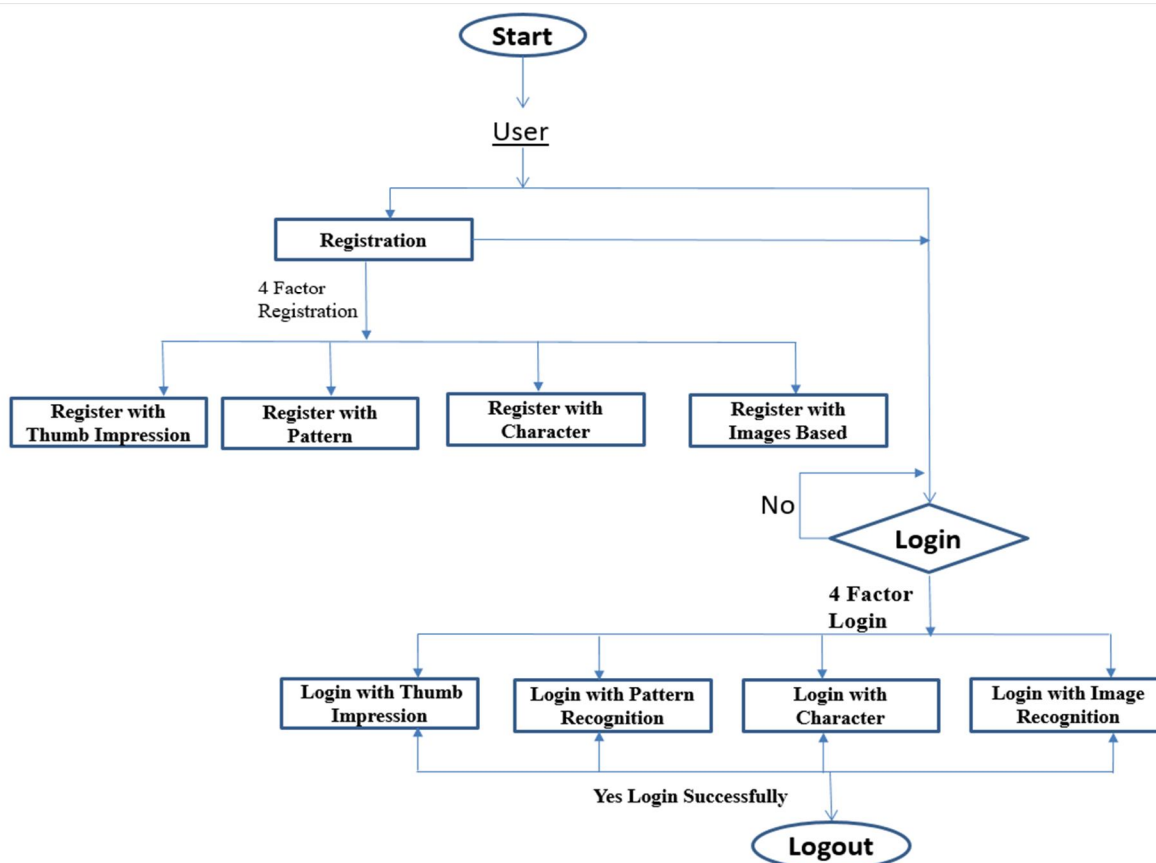 Start
User
Registration
4 Factor
Registration
Register with
Thumb Impression
Register with
Pattern
Register with
Character
Register with
Images Based
No
Login
4 Factor
Login
Login with Thumb
Impression
Login with Pattern
Recognition
Login with
Character
Login with Image
Recognition
Yes Login Successfully
Logout